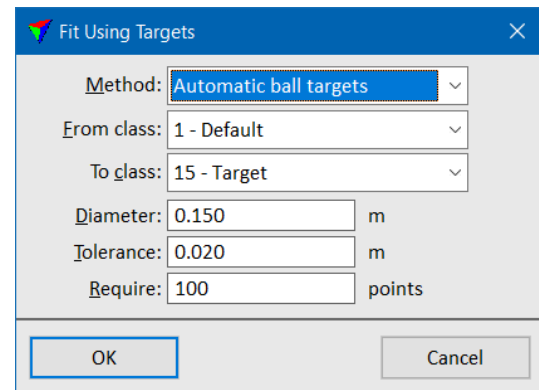 Fit Using Targets
Method: Automatic ball targets
From class: 1 - Default
To class: 15 - Target
Diameter: 0.150 m
Tolerance: 0.020 m
Require: 100 points
OK Cancel